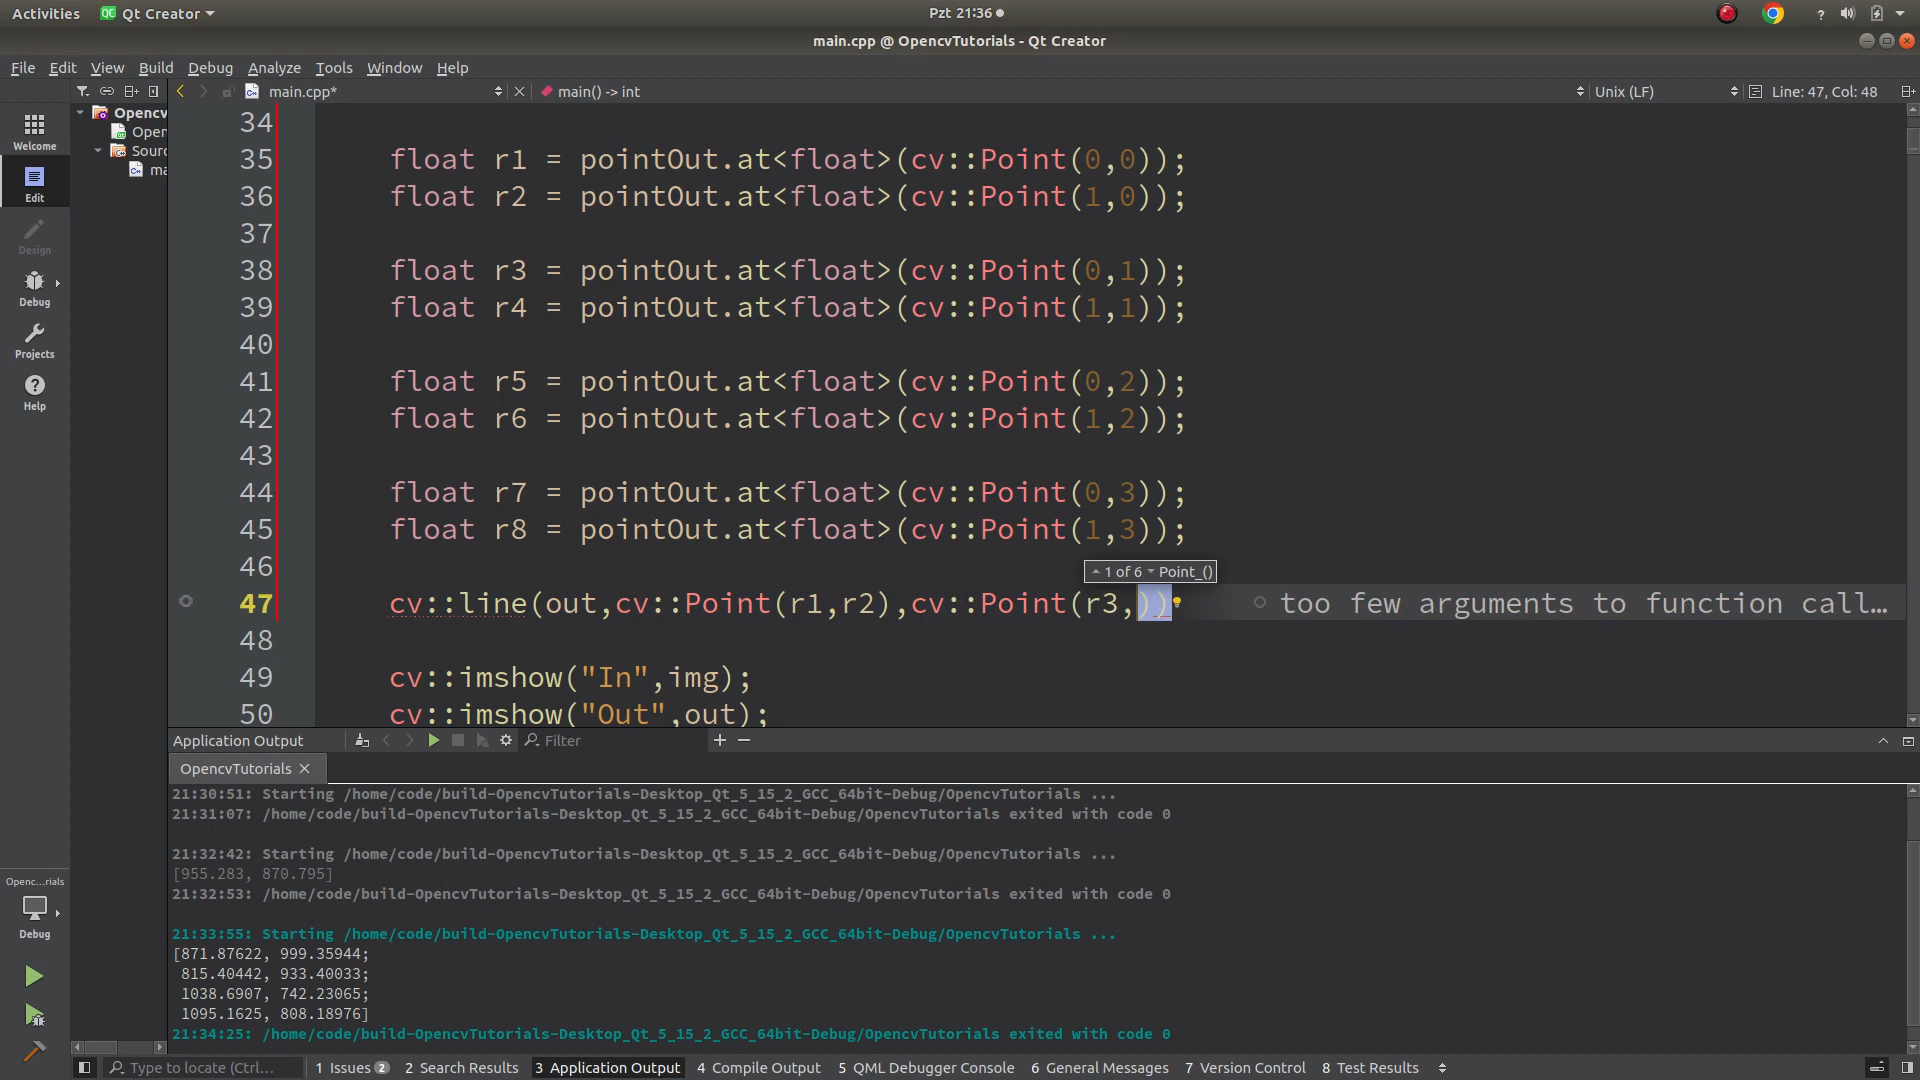 Activities Qt Creator Pzt 21:36
main.cpp @ OpencvTutorials - Qt Creator
File Edit View Build Debug Analyze Tools Window Help
main.cpp* main() -> int Unix (LF) Line: 47, Col: 48
Welcome
Edit
Design
Debug
Projects
Help
Opencv
Open
Sourc
ma
34
35 float r1 = pointOut.at<float>(cv::Point(0,0));
36 float r2 = pointOut.at<float>(cv::Point(1,0));
37
38 float r3 = pointOut.at<float>(cv::Point(0,1));
39 float r4 = pointOut.at<float>(cv::Point(1,1));
40
41 float r5 = pointOut.at<float>(cv::Point(0,2));
42 float r6 = pointOut.at<float>(cv::Point(1,2));
43
44 float r7 = pointOut.at<float>(cv::Point(0,3));
45 float r8 = pointOut.at<float>(cv::Point(1,3));
46
1 of 6 Point_()
47 cv::line(out,cv::Point(r1,r2),cv::Point(r3,)) too few arguments to function call…
48
49 cv::imshow("In",img);
50 cv::imshow("Out",out);
Application Output Filter
OpencvTutorials
21:30:51: Starting /home/code/build-OpencvTutorials-Desktop_Qt_5_15_2_GCC_64bit-Debug/OpencvTutorials ...
21:31:07: /home/code/build-OpencvTutorials-Desktop_Qt_5_15_2_GCC_64bit-Debug/OpencvTutorials exited with code 0
21:32:42: Starting /home/code/build-OpencvTutorials-Desktop_Qt_5_15_2_GCC_64bit-Debug/OpencvTutorials ...
[955.283, 870.795]
21:32:53: /home/code/build-OpencvTutorials-Desktop_Qt_5_15_2_GCC_64bit-Debug/OpencvTutorials exited with code 0
21:33:55: Starting /home/code/build-OpencvTutorials-Desktop_Qt_5_15_2_GCC_64bit-Debug/OpencvTutorials ...
[871.87622, 999.35944;
815.40442, 933.40033;
1038.6907, 742.23065;
1095.1625, 808.18976]
21:34:25: /home/code/build-OpencvTutorials-Desktop_Qt_5_15_2_GCC_64bit-Debug/OpencvTutorials exited with code 0
Openc...rials
Debug
Type to locate (Ctrl... 1 Issues 2 2 Search Results 3 Application Output 4 Compile Output 5 QML Debugger Console 6 General Messages 7 Version Control 8 Test Results